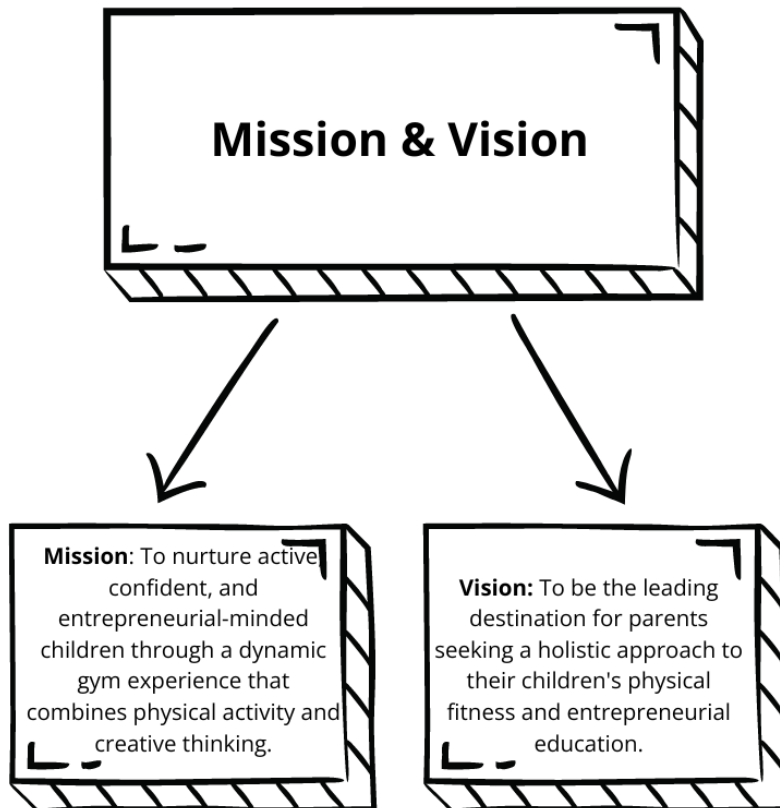 Mission & Vision
Mission: To nurture active,
confident, and
entrepreneurial-minded
children through a dynamic
gym experience that
combines physical activity and
creative thinking.
Vision: To be the leading
destination for parents
seeking a holistic approach to
their children's physical
fitness and entrepreneurial
education.